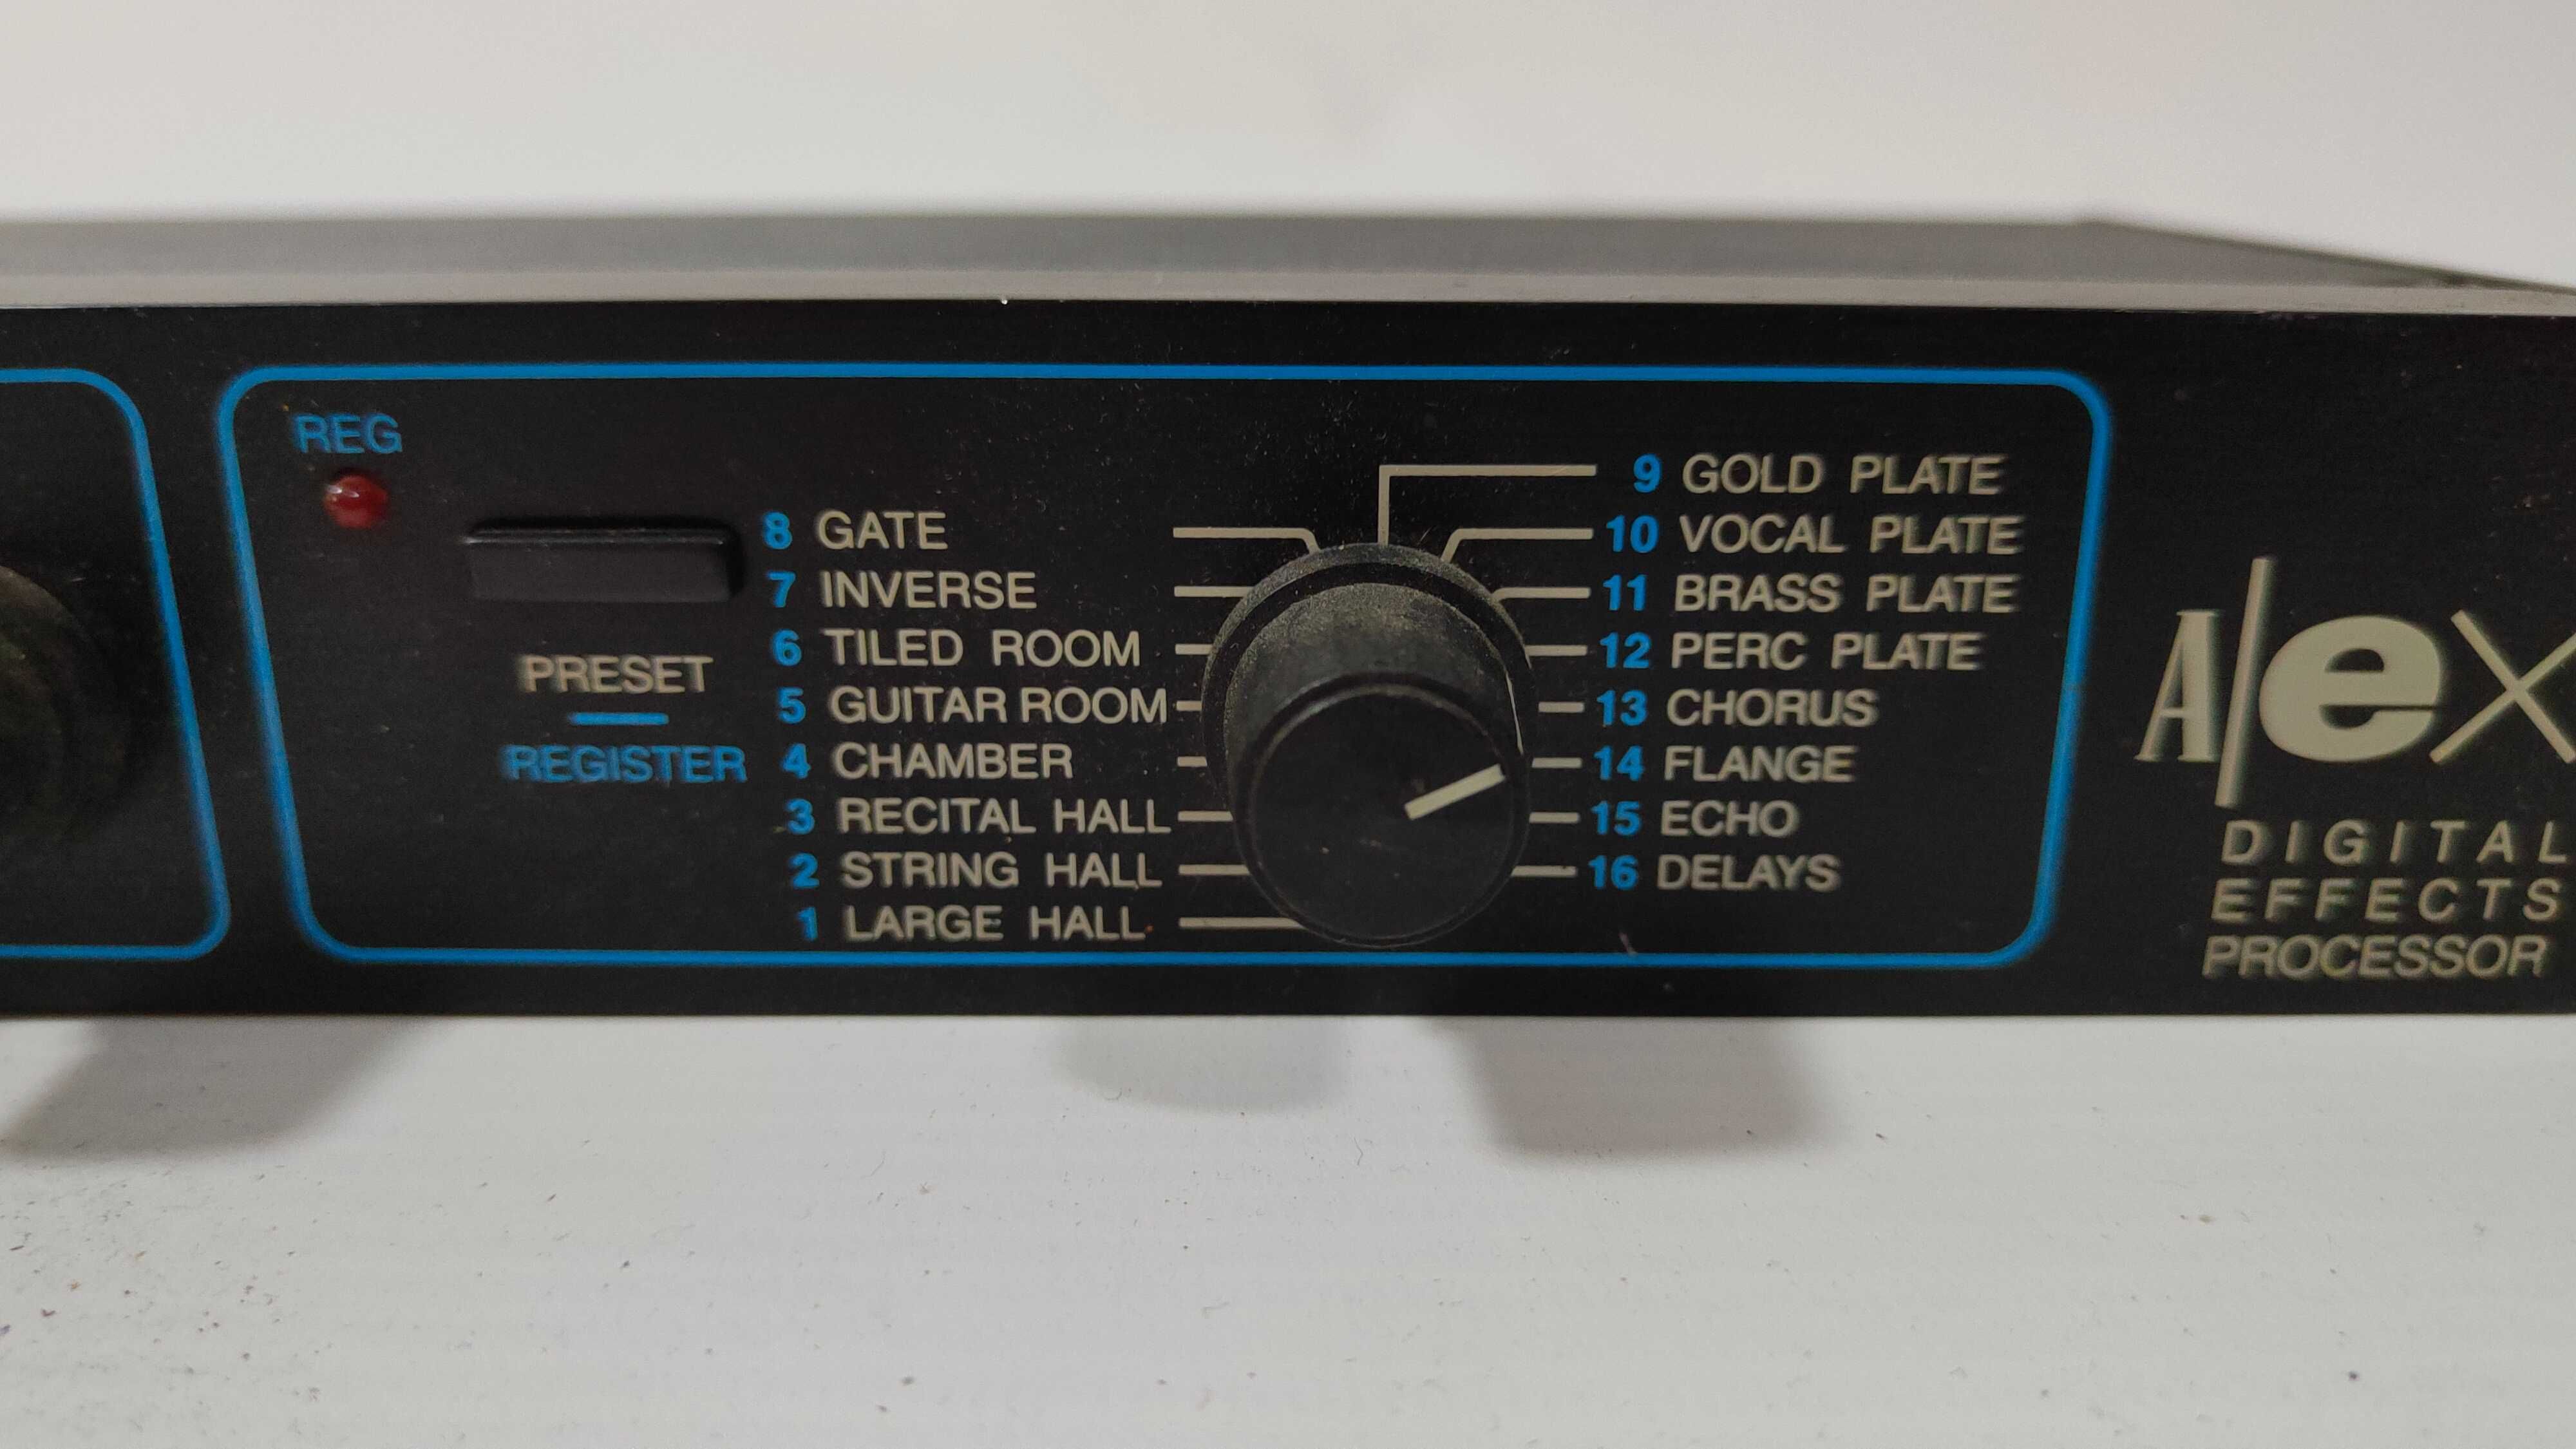 REG
PRESET
REGISTER
8 GATE
7 INVERSE
6 TILED ROOM
5 GUITAR ROOM
4 CHAMBER
3 RECITAL HALL
2 STRING HALL
1 LARGE HALL
9 GOLD PLATE
10 VOCAL PLATE
11 BRASS PLATE
12 PERC PLATE
13 CHORUS
14 FLANGE
15 ECHO
16 DELAYS
Alex
DIGITAL
EFFECTS
PROCESSOR